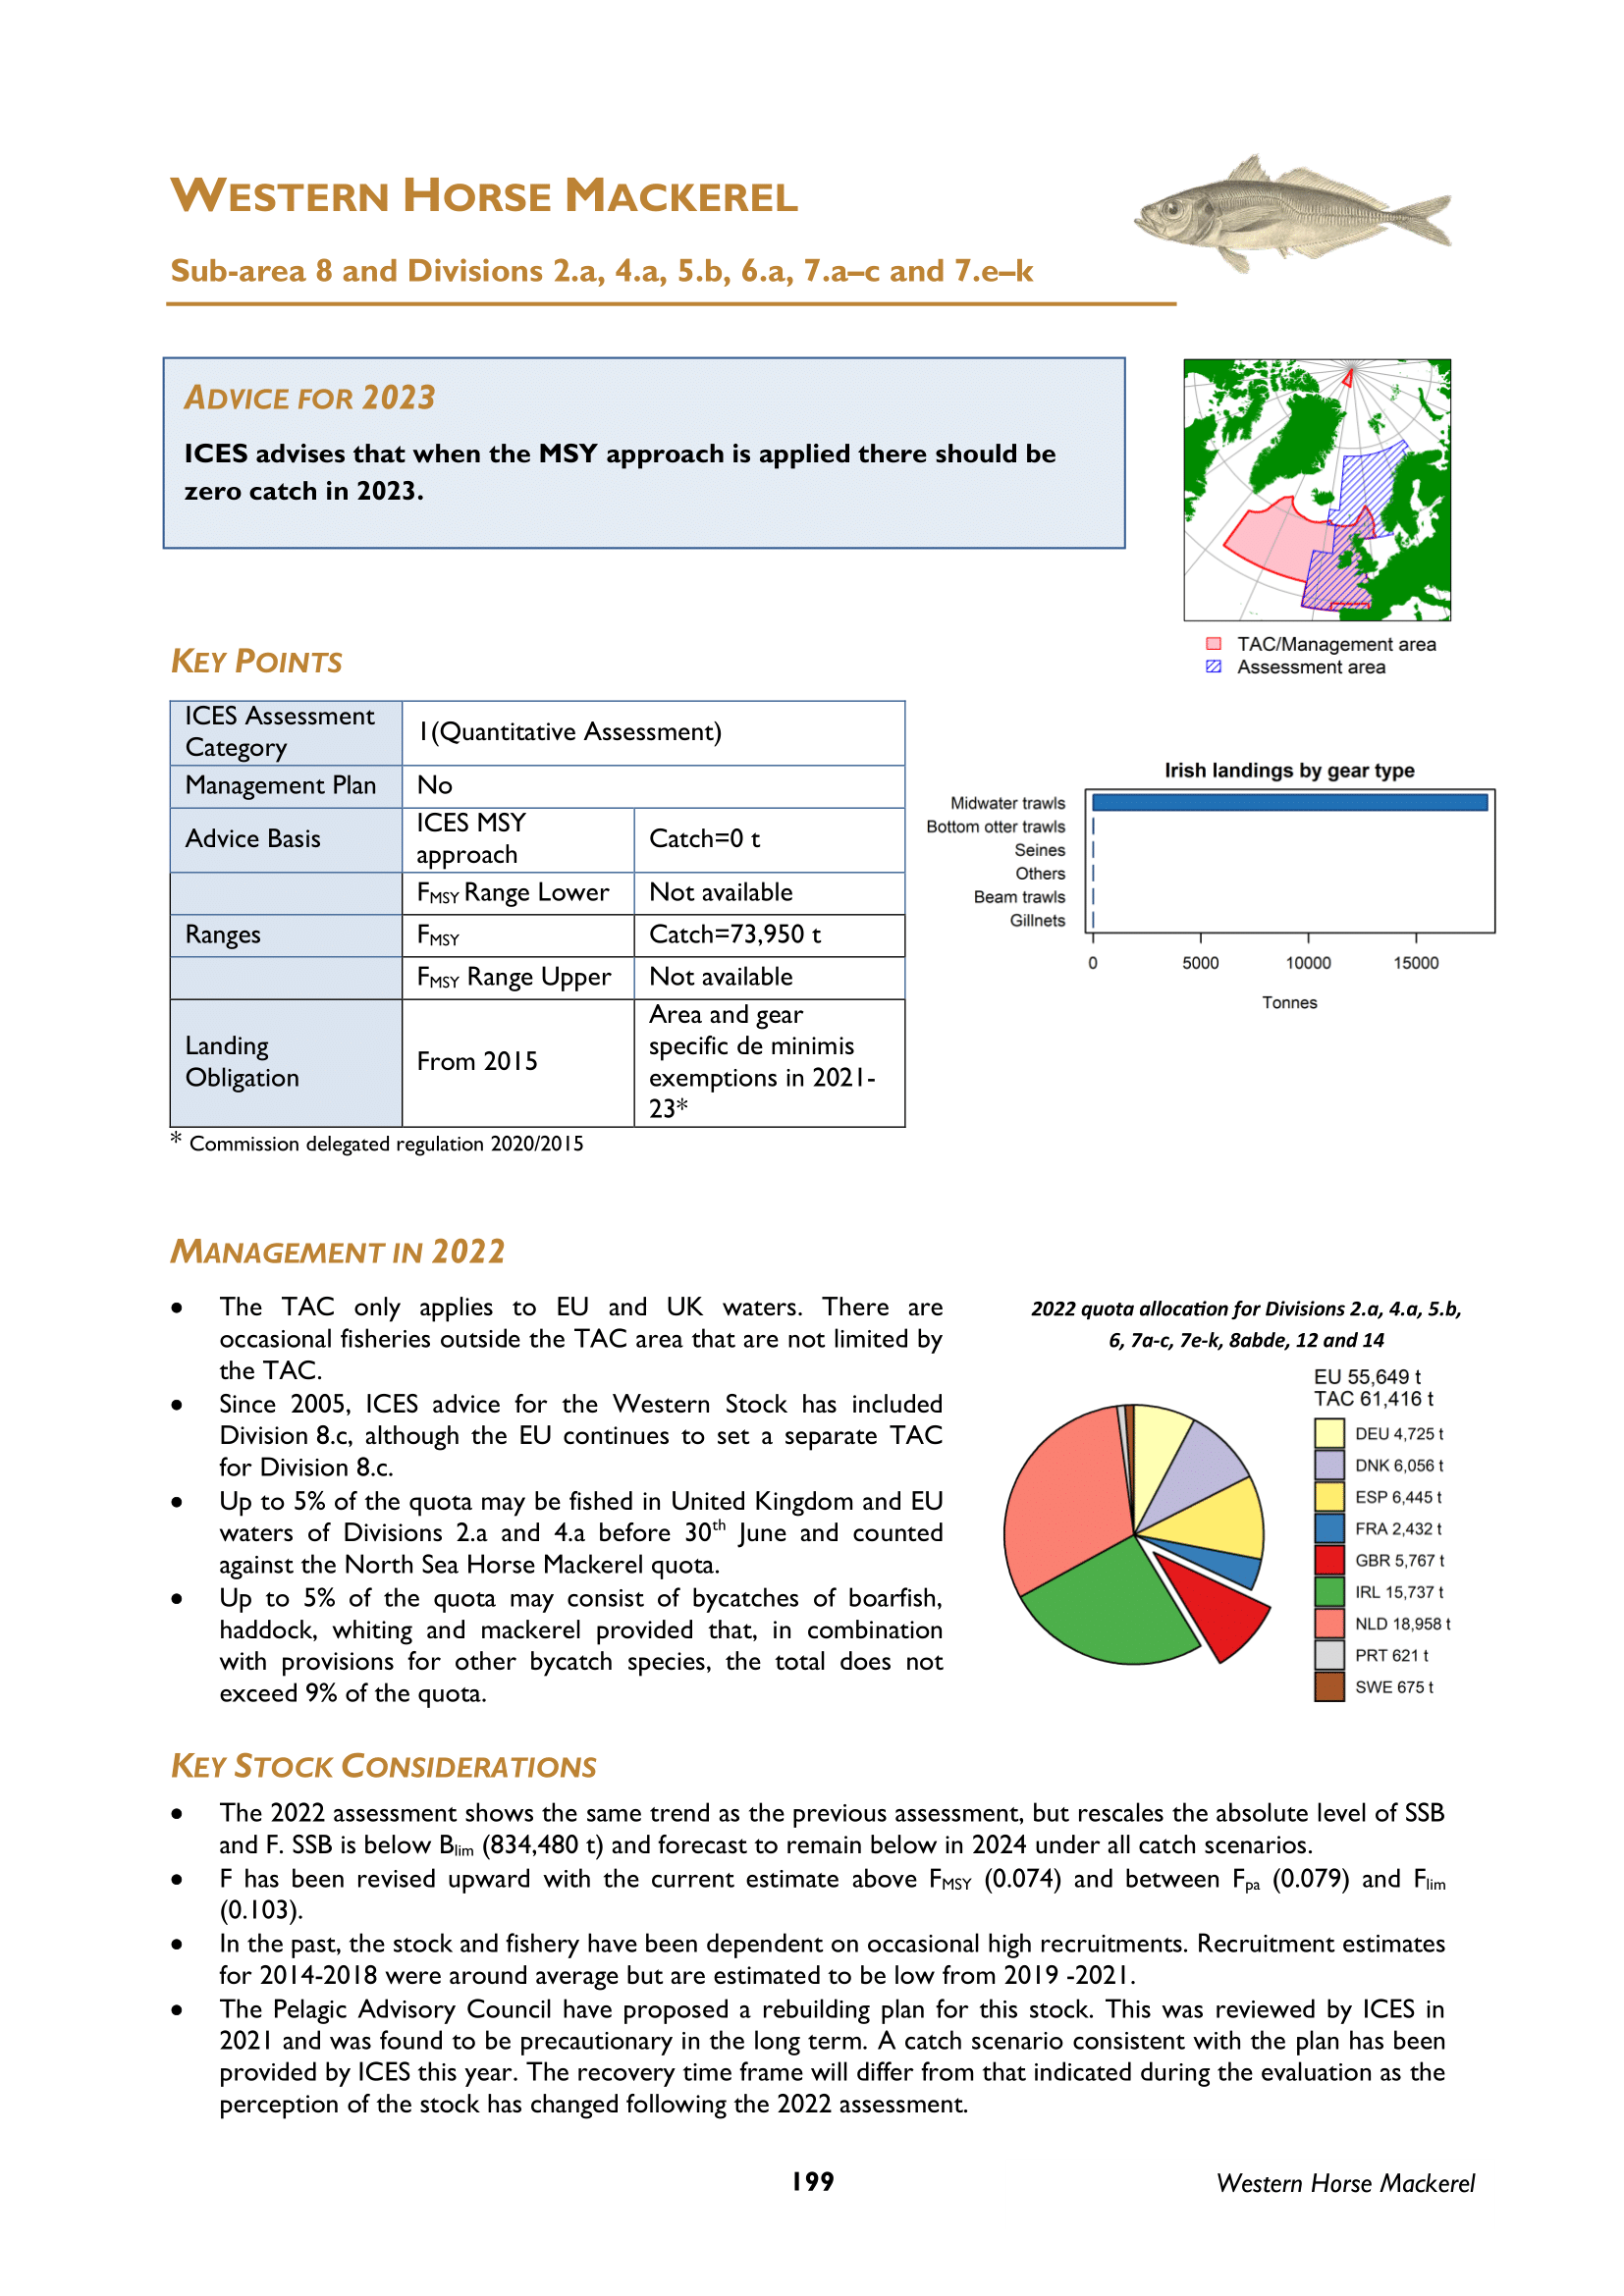 WESTERN HORSE MACKEREL
Sub-area 8 and Divisions 2.a, 4.a, 5.b, 6.a, 7.a–c and 7.e–k
ADVICE FOR 2023
ICES advises that when the MSY approach is applied there should be
zero catch in 2023.
TAC/Management area
Assessment area
KEY POINTS
ICES Assessment
Category
1(Quantitative Assessment)
Management Plan
No
Advice Basis
ICES MSY
approach
Catch=0 t
FMSY Range Lower
Not available
Ranges
FMSY
Catch=73,950 t
FMSY Range Upper
Not available
Landing
Obligation
From 2015
Area and gear
specific de minimis
exemptions in 2021-
23*
* Commission delegated regulation 2020/2015
Irish landings by gear type
Midwater trawls
Bottom otter trawls
Seines
Others
Beam trawls
Gillnets
0 5000 10000 15000
Tonnes
MANAGEMENT IN 2022
• The TAC only applies to EU and UK waters. There are
occasional fisheries outside the TAC area that are not limited by
the TAC.
• Since 2005, ICES advice for the Western Stock has included
Division 8.c, although the EU continues to set a separate TAC
for Division 8.c.
• Up to 5% of the quota may be fished in United Kingdom and EU
waters of Divisions 2.a and 4.a before 30th June and counted
against the North Sea Horse Mackerel quota.
• Up to 5% of the quota may consist of bycatches of boarfish,
haddock, whiting and mackerel provided that, in combination
with provisions for other bycatch species, the total does not
exceed 9% of the quota.
2022 quota allocation for Divisions 2.a, 4.a, 5.b,
6, 7a-c, 7e-k, 8abde, 12 and 14
EU 55,649 t
TAC 61,416 t
DEU 4,725 t
DNK 6,056 t
ESP 6,445 t
FRA 2,432 t
GBR 5,767 t
IRL 15,737 t
NLD 18,958 t
PRT 621 t
SWE 675 t
KEY STOCK CONSIDERATIONS
• The 2022 assessment shows the same trend as the previous assessment, but rescales the absolute level of SSB
and F. SSB is below Blim (834,480 t) and forecast to remain below in 2024 under all catch scenarios.
• F has been revised upward with the current estimate above FMSY (0.074) and between Fpa (0.079) and Flim
(0.103).
• In the past, the stock and fishery have been dependent on occasional high recruitments. Recruitment estimates
for 2014-2018 were around average but are estimated to be low from 2019 -2021.
• The Pelagic Advisory Council have proposed a rebuilding plan for this stock. This was reviewed by ICES in
2021 and was found to be precautionary in the long term. A catch scenario consistent with the plan has been
provided by ICES this year. The recovery time frame will differ from that indicated during the evaluation as the
perception of the stock has changed following the 2022 assessment.
199
Western Horse Mackerel